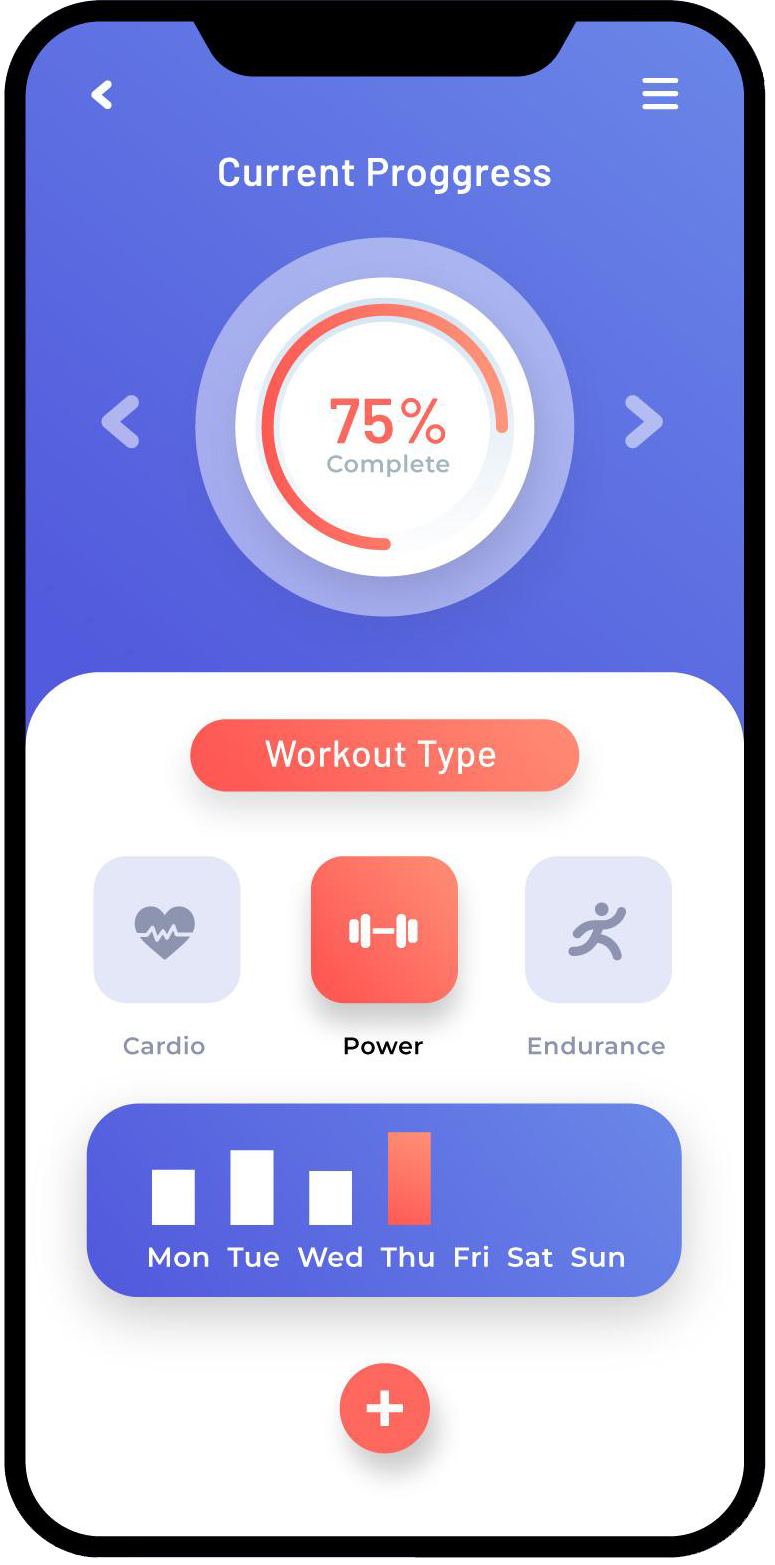 Current Proggress
75%
Complete
Workout Type
Cardio Power Endurance
Mon Tue Wed Thu Fri Sat Sun